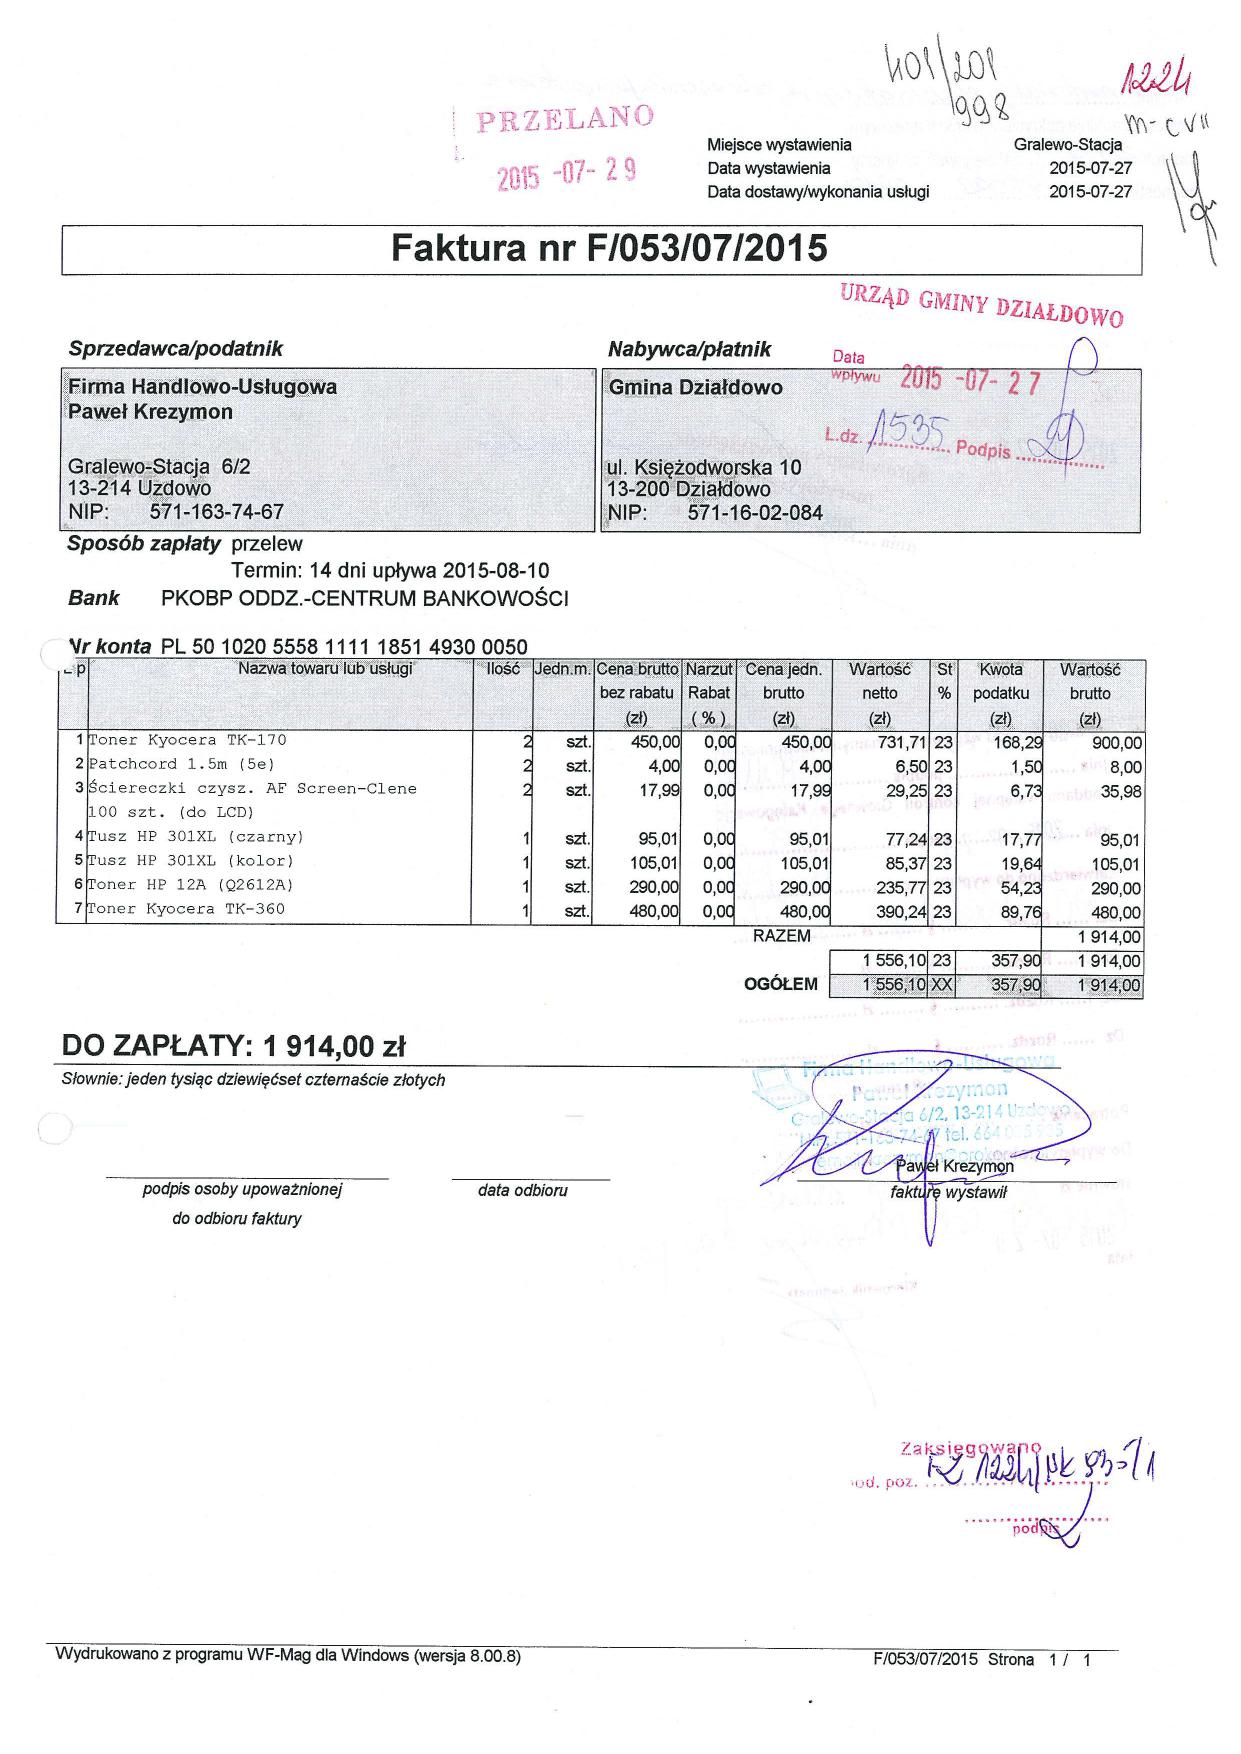 401/201
998
1224
m-cvii
PRZELANO
2015 -07- 29
Miejsce wystawienia Gralewo-Stacja
Data wystawienia 2015-07-27
Data dostawy/wykonania usługi 2015-07-27
Faktura nr F/053/07/2015
URZĄD GMINY DZIAŁDOWO
Data wpływu 2015 -07- 27
L.dz. 1535 Podpis
Sprzedawca/podatnik
Firma Handlowo-Usługowa
Paweł Krezymon
Gralewo-Stacja 6/2
13-214 Uzdowo
NIP: 571-163-74-67
Nabywca/płatnik
Gmina Działdowo
ul. Księżodworska 10
13-200 Działdowo
NIP: 571-16-02-084
Sposób zapłaty przelew
Termin: 14 dni upływa 2015-08-10
Bank PKOBP ODDZ.-CENTRUM BANKOWOŚCI
Nr konta PL 50 1020 5558 1111 1851 4930 0050
Lp Nazwa towaru lub usługi Ilość Jedn.m. Cena brutto bez rabatu (zł) Narzut Rabat ( % ) Cena jedn. brutto (zł) Wartość netto (zł) St % Kwota podatku (zł) Wartość brutto (zł)
1 Toner Kyocera TK-170 2 szt. 450,00 0,00 450,00 731,71 23 168,29 900,00
2 Patchcord 1.5m (5e) 2 szt. 4,00 0,00 4,00 6,50 23 1,50 8,00
3 Ściereczki czysz. AF Screen-Clene 2 szt. 17,99 0,00 17,99 29,25 23 6,73 35,98
100 szt. (do LCD)
4 Tusz HP 301XL (czarny) 1 szt. 95,01 0,00 95,01 77,24 23 17,77 95,01
5 Tusz HP 301XL (kolor) 1 szt. 105,01 0,00 105,01 85,37 23 19,64 105,01
6 Toner HP 12A (Q2612A) 1 szt. 290,00 0,00 290,00 235,77 23 54,23 290,00
7 Toner Kyocera TK-360 1 szt. 480,00 0,00 480,00 390,24 23 89,76 480,00
RAZEM 1 914,00
1 556,10 23 357,90 1 914,00
OGÓŁEM 1 556,10 XX 357,90 1 914,00
DO ZAPŁATY: 1 914,00 zł
Słownie: jeden tysiąc dziewięćset czternaście złotych
Firma Handlowo-Usługowa
Paweł Krezymon
Gralewo-Stacja 6/2, 13-214 Uzdowo
NIP: 571-163-74-67 tel. 664
Paweł Krezymon
fakturę wystawił
podpis osoby upoważnionej
do odbioru faktury
data odbioru
Zaksięgowano
pod. poz. FZ 1224
podpis
Wydrukowano z programu WF-Mag dla Windows (wersja 8.00.8)
F/053/07/2015 Strona 1 / 1